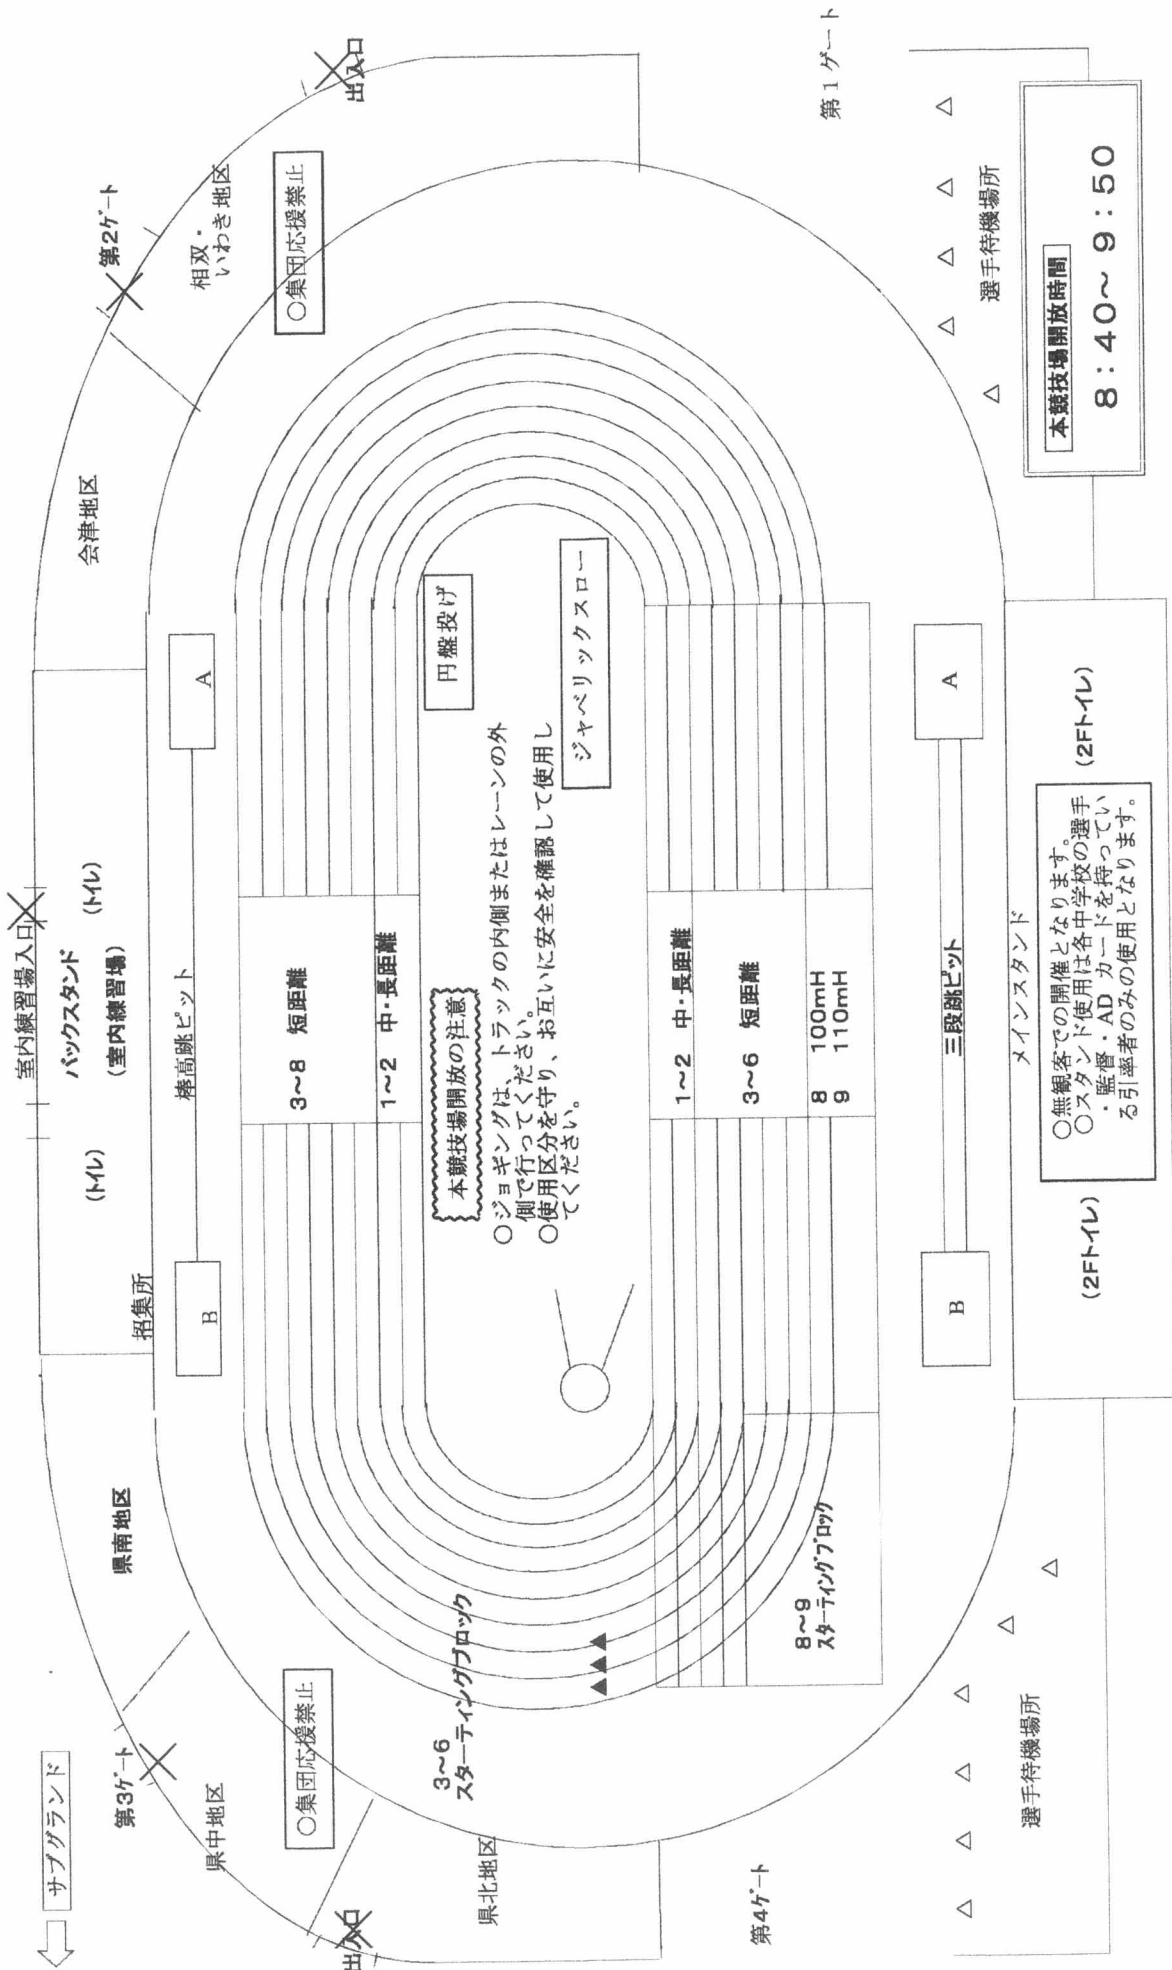 サブグランド
室内練習場入口
バックスタンド
(室内練習場)
(トイレ)
(トイレ)
第3ゲート
県南地区
招集所
会津地区
第2ゲート
相双・
いわき地区
出入口
県中地区
棒高跳ピット
B
A
○集団応援禁止
○集団応援禁止
出入口
県北地区
3~8 短距離
1~2 中・長距離
円盤投げ
本競技場開放の注意
○ジョギングは、トラックの内側またはレーンの外
側で行ってください。
○使用区分を守り、お互いに安全を確認して使用し
てください。
ジャベリックスロー
3~6
スターティングブロック
1~2 中・長距離
3~6 短距離
8 100mH
9 110mH
8~9
スターティングブロック
第4ゲート
第1ゲート
B
三段跳ピット
A
選手待機場所
選手待機場所
メインスタンド
(2Fトイレ)
○無観客での開催となります。
○スタンド使用は各中学校の選手
・監督・AD カードを持ってい
る引率者のみの使用となります。
(2Fトイレ)
本競技場開放時間
8:40~9:50